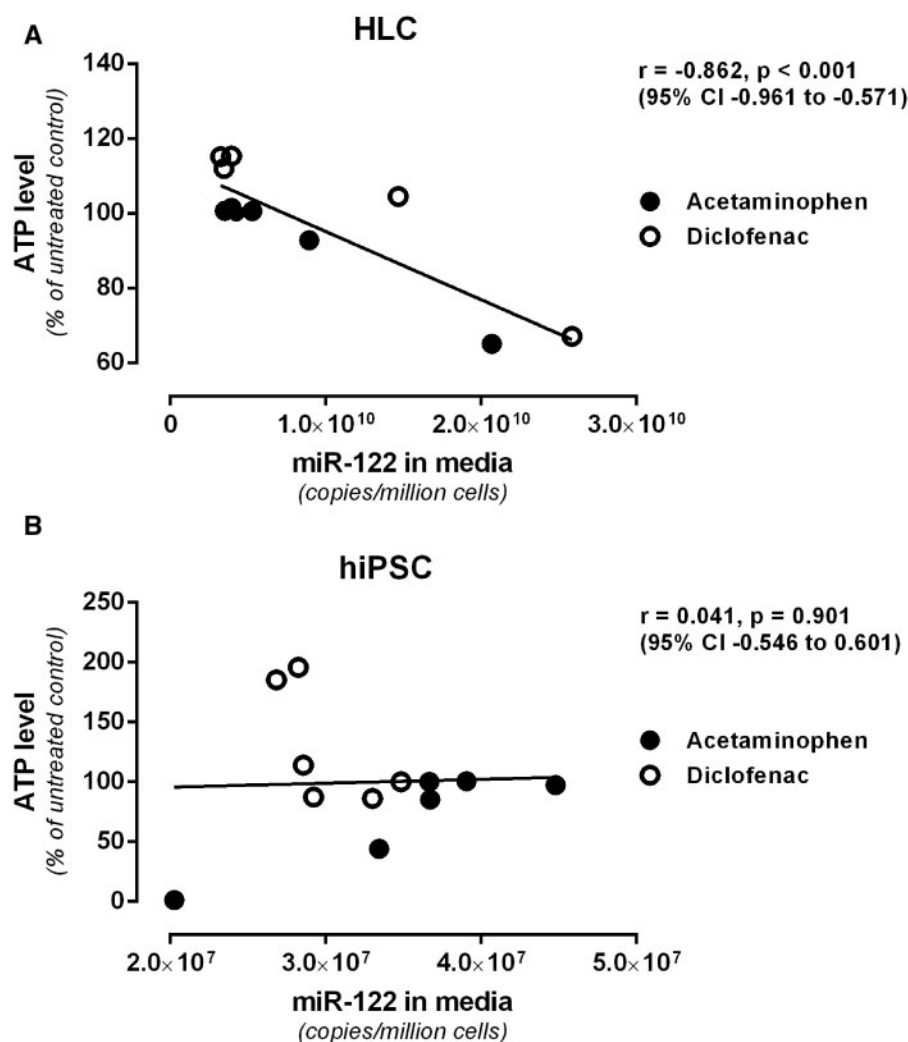 A
HLC
r = -0.862, p < 0.001
(95% CI -0.961 to -0.571)
ATP level
(% of untreated control)
140
120
100
80
60
Acetaminophen
Diclofenac
0
1.0×10¹⁰
2.0×10¹⁰
3.0×10¹⁰
miR-122 in media
(copies/million cells)
B
hiPSC
r = 0.041, p = 0.901
(95% CI -0.546 to 0.601)
ATP level
(% of untreated control)
250
200
150
100
50
0
Acetaminophen
Diclofenac
2.0×10⁷
3.0×10⁷
4.0×10⁷
5.0×10⁷
miR-122 in media
(copies/million cells)